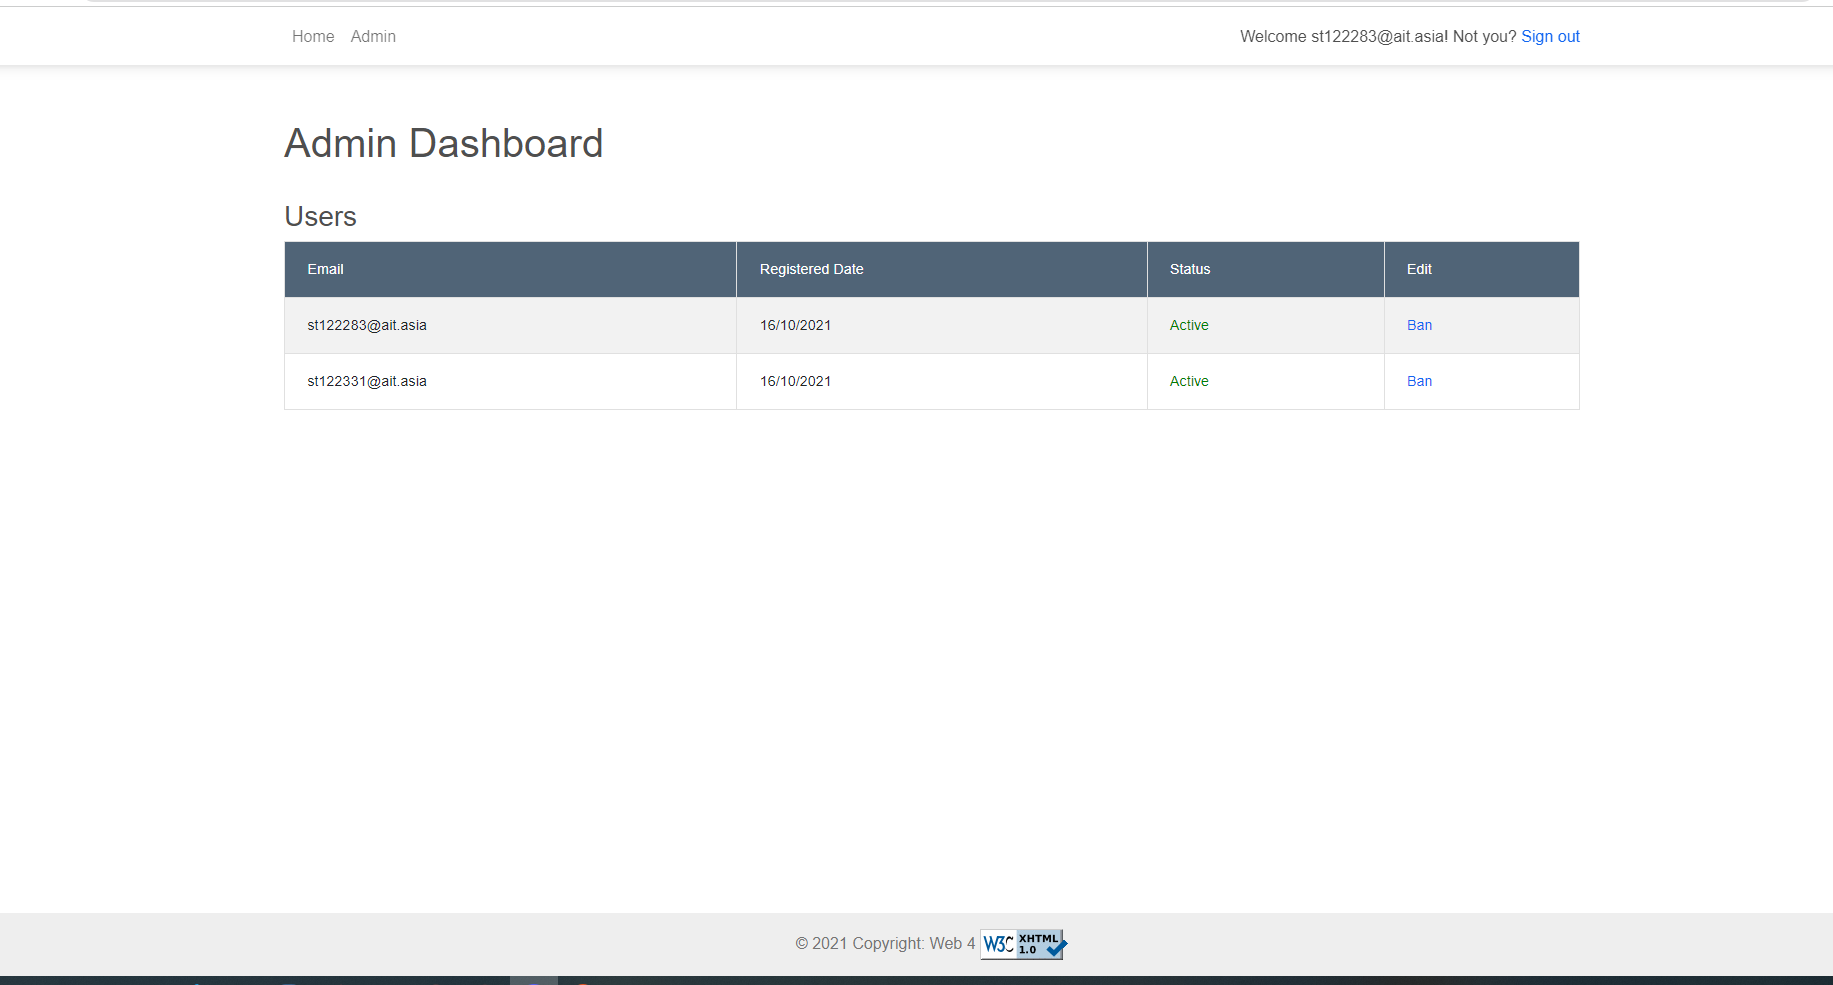 Home Admin Welcome st122283@ait.asia! Not you? Sign out
Admin Dashboard
Users
Email Registered Date Status Edit
st122283@ait.asia 16/10/2021 Active Ban
st122331@ait.asia 16/10/2021 Active Ban
© 2021 Copyright: Web 4 W3C XHTML 1.0